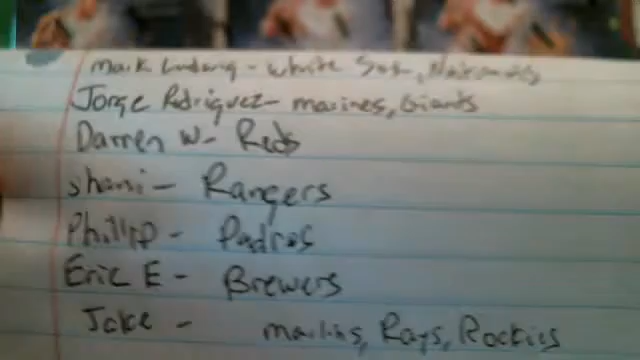 Mark Ludwig - White Sox, Nationals
Jorge Rodriguez - marines, Giants
Darren W - Reds
Shani - Rangers
Phillip - Padres
Eric E - Brewers
Jake - marlins, Rays, Rockies